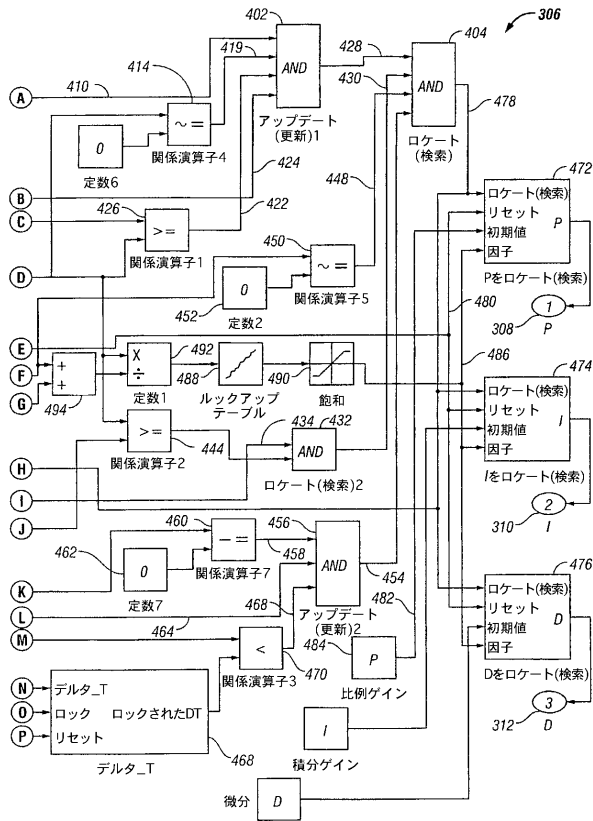 402
404
306
419
428
410
414
430
A
AND
AND
478
~=
アップデート
(更新)1
ロケート
(検索)
0
関係演算子4
472
定数6
424
448
ロケート(検索)
B
426
422
リセット
P
C
>=
450
初期値
関係演算子1
~=
因子
D
Pをロケート(検索)
0
関係演算子5
480
1
452
定数2
308
P
E
492
486
F
X
÷
474
+
+
488
490
ロケート(検索)
G
494
定数1
ルックアップ
テーブル
飽和
リセット
I
434
432
初期値
>=
444
AND
因子
関係演算子2
Iをロケート(検索)
H
ロケート(検索)2
I
2
J
460
456
310
I
462
-=
458
476
0
AND
ロケート(検索)
K
関係演算子7
454
リセット
D
定数7
468
482
初期値
L
アップデート
(更新)2
因子
464
484
M
<
470
P
Dをロケート(検索)
関係演算子3
N
デルタ_T
比例ゲイン
3
O
ロック
ロックされたDT
312
D
P
リセット
468
I
デルタ_T
積分ゲイン
微分
D